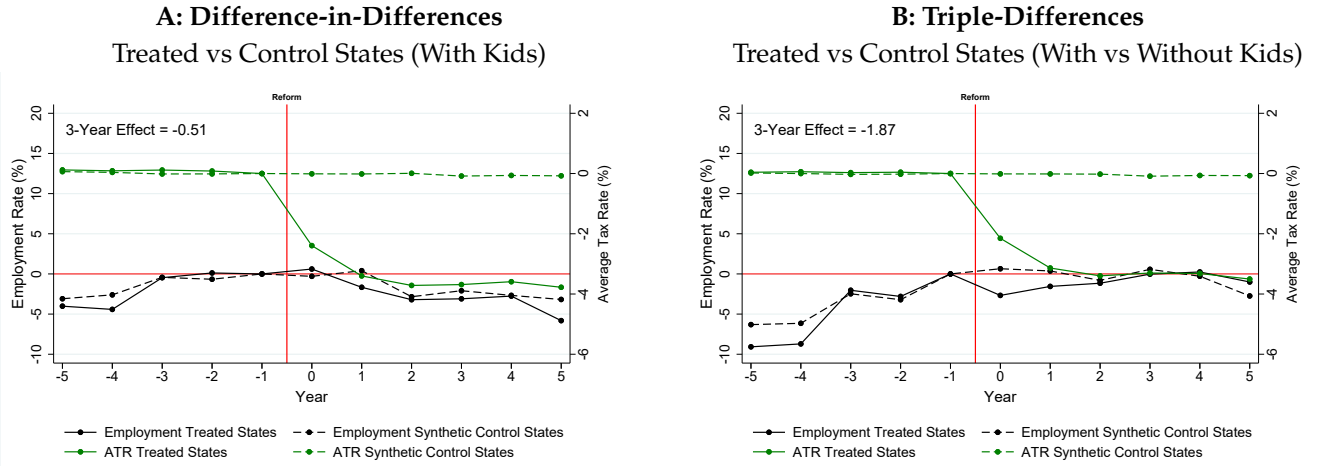 A: Difference-in-Differences
Treated vs Control States (With Kids)
Reform
3-Year Effect = -0.51
Employment Rate (%)
20
15
10
5
0
-5
-10
Average Tax Rate (%)
2
0
-2
-4
-6
-5 -4 -3 -2 -1 0 1 2 3 4 5
Year
Employment Treated States Employment Synthetic Control States
ATR Treated States ATR Synthetic Control States
B: Triple-Differences
Treated vs Control States (With vs Without Kids)
Reform
3-Year Effect = -1.87
Employment Rate (%)
20
15
10
5
0
-5
-10
Average Tax Rate (%)
2
0
-2
-4
-6
-5 -4 -3 -2 -1 0 1 2 3 4 5
Year
Employment Treated States Employment Synthetic Control States
ATR Treated States ATR Synthetic Control States